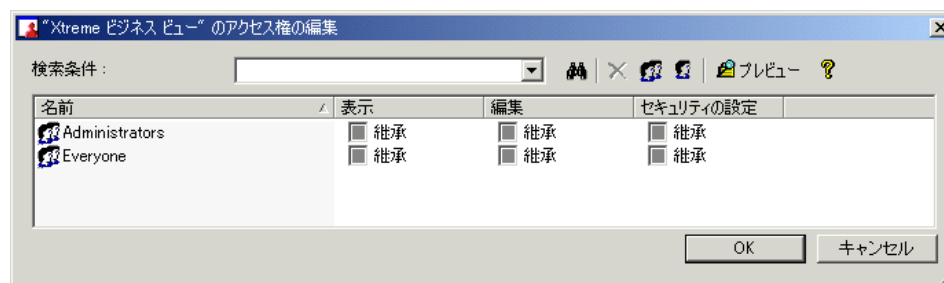 "Xtreme ビジネス ビュー" のアクセス権の編集
検索条件：
プレビュー
名前 表示 編集 セキュリティの設定
Administrators 継承 継承 継承
Everyone 継承 継承 継承
OK キャンセル